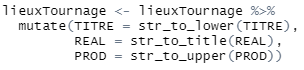 lieuxTournage <- lieuxTournage %>%
  mutate(TITRE = str_to_lower(TITRE),
         REAL = str_to_title(REAL),
         PROD = str_to_upper(PROD))